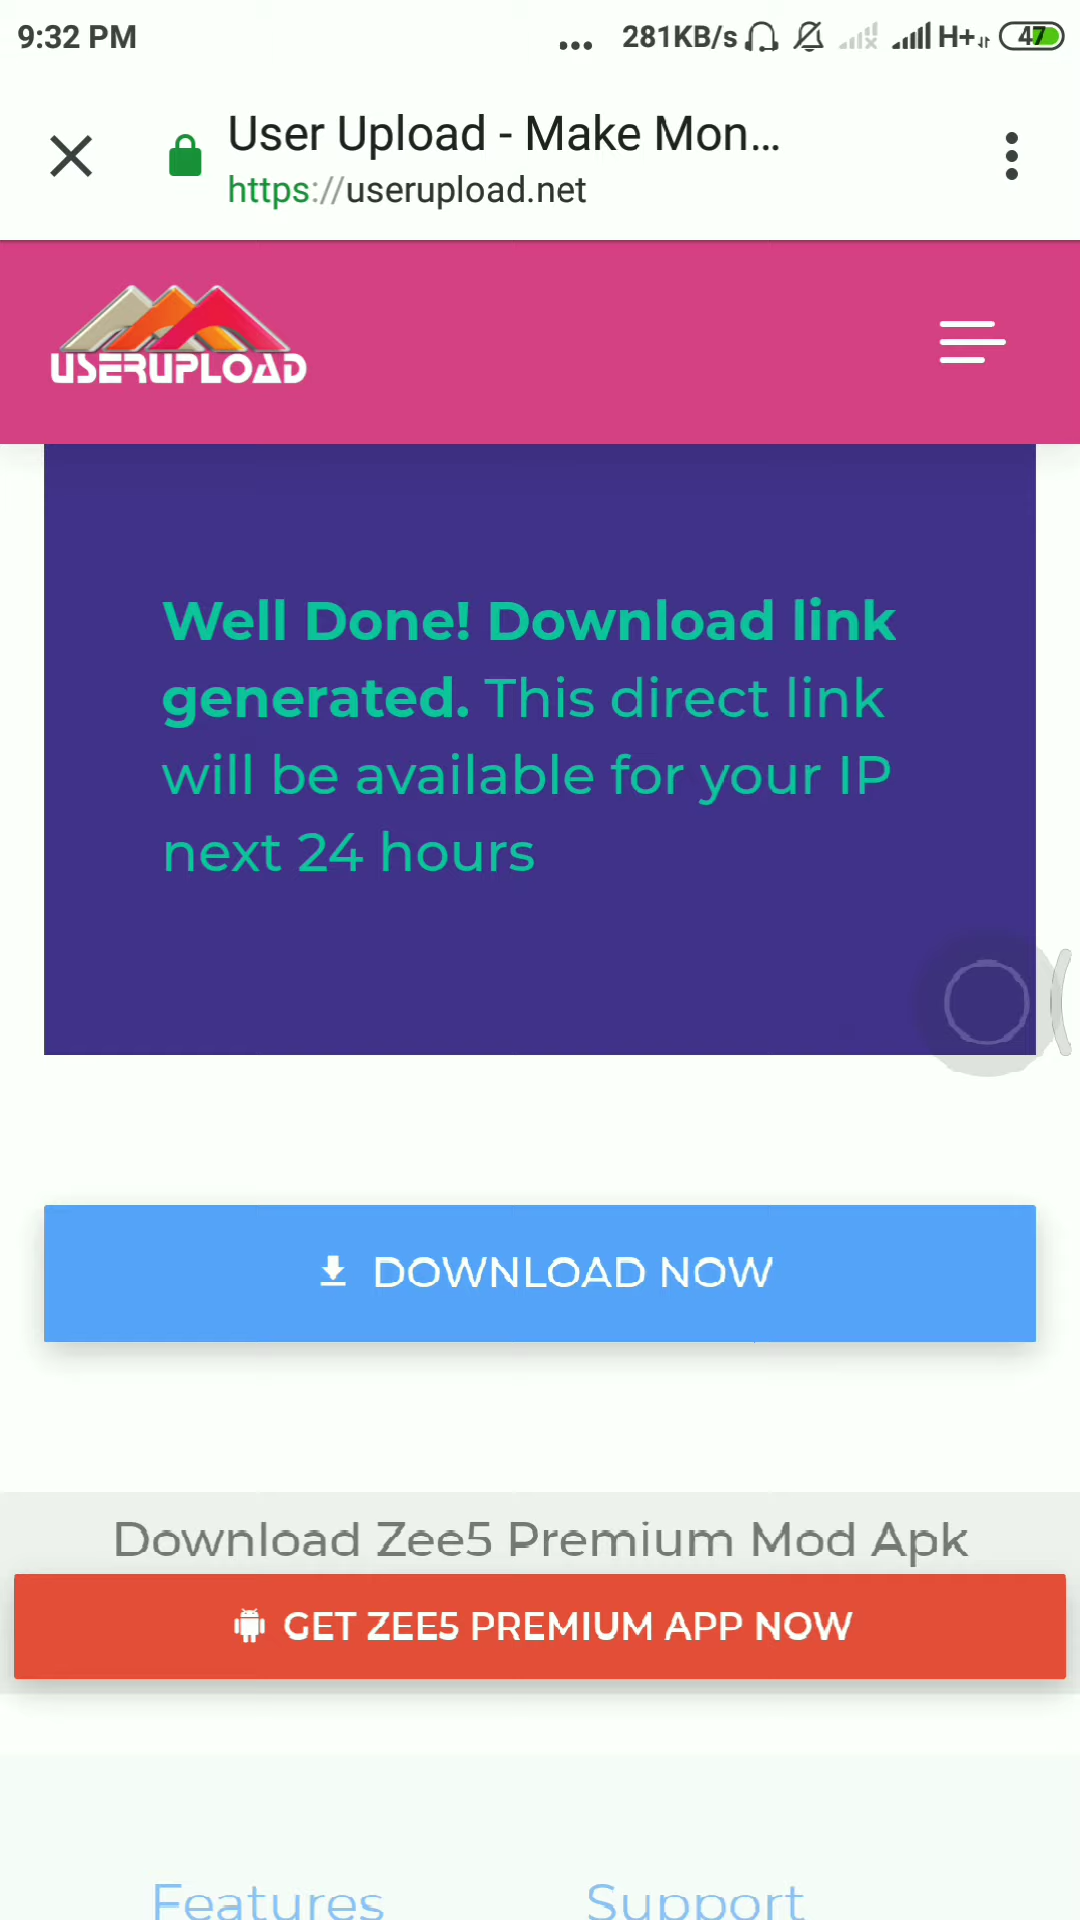 9:32 PM ... 281KB/s H+ 47
User Upload - Make Mon...
https://userupload.net
USERUPLOAD
Well Done! Download link
generated. This direct link
will be available for your IP
next 24 hours
DOWNLOAD NOW
Download Zee5 Premium Mod Apk
GET ZEE5 PREMIUM APP NOW
Features Support